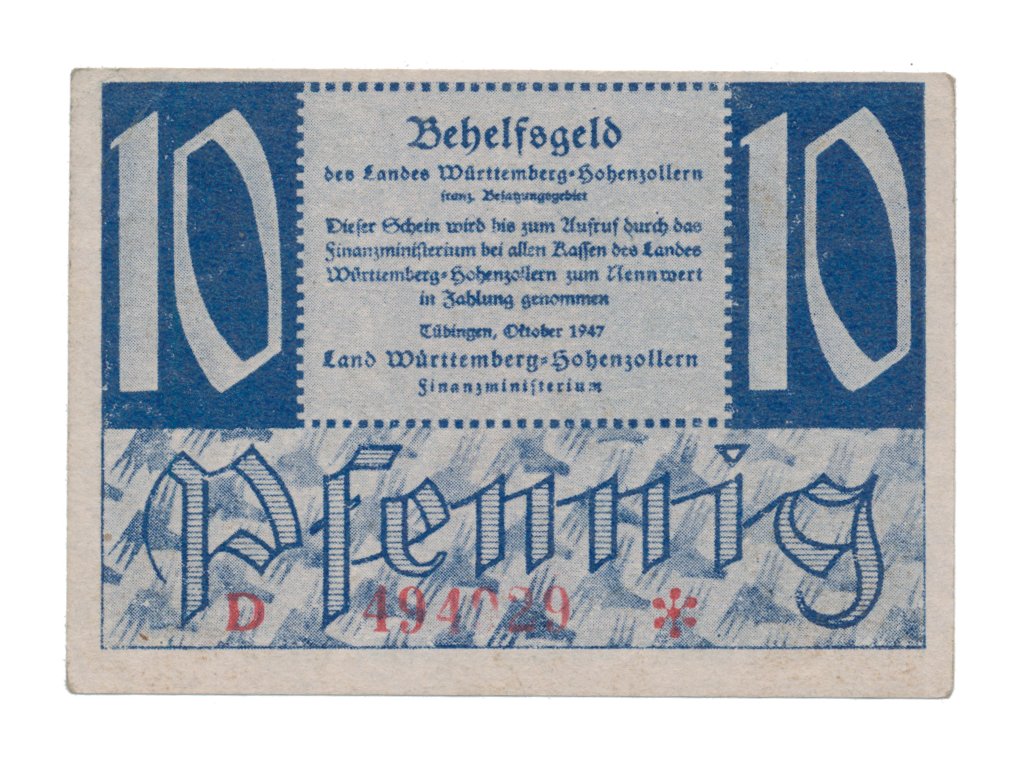 10
10
Behelfsgeld
des Landes Württemberg-Hohenzollern
franz. Besatzungsgebiet
Dieser Schein wird bis zum Aufruf durch das
Finanzministerium bei allen Kassen des Landes
Württemberg-Hohenzollern zum Nennwert
in Zahlung genommen
Tübingen, Oktober 1947
Land Württemberg-Hohenzollern
Finanzministerium
Pfennig
D 494029 *